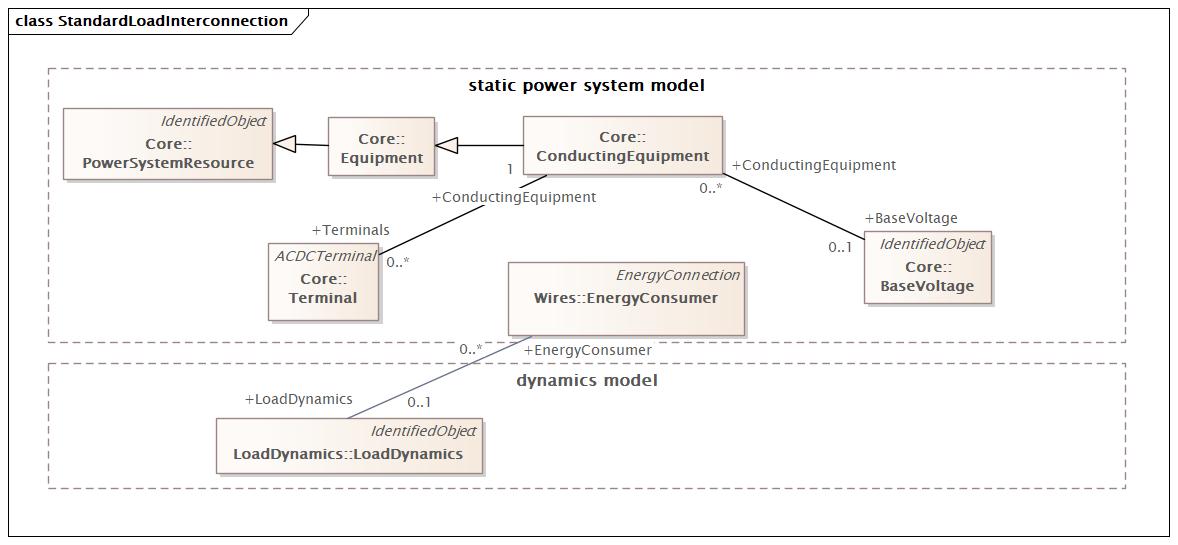 class StandardLoadInterconnection
static power system model
IdentifiedObject
Core::
PowerSystemResource
Core::
Equipment
Core::
ConductingEquipment
1
+ConductingEquipment
0..*
+ConductingEquipment
+Terminals
0..*
ACDCTerminal
Core::
Terminal
+BaseVoltage
0..1
IdentifiedObject
Core::
BaseVoltage
EnergyConnection
Wires::EnergyConsumer
0..*
+EnergyConsumer
dynamics model
+LoadDynamics
0..1
IdentifiedObject
LoadDynamics::LoadDynamics